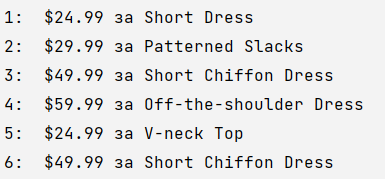 1:  $24.99 за Short Dress
2:  $29.99 за Patterned Slacks
3:  $49.99 за Short Chiffon Dress
4:  $59.99 за Off-the-shoulder Dress
5:  $24.99 за V-neck Top
6:  $49.99 за Short Chiffon Dress